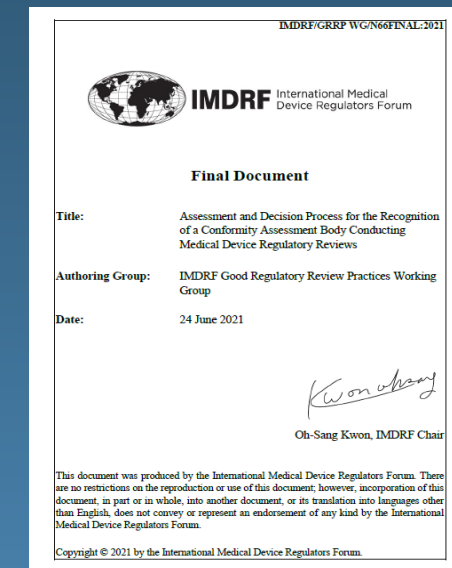 IMDRF/GRRP WG/N66FINAL:2021
IMDRF International Medical
Device Regulators Forum
Final Document
Title: Assessment and Decision Process for the Recognition
of a Conformity Assessment Body Conducting
Medical Device Regulatory Reviews
Authoring Group: IMDRF Good Regulatory Review Practices Working
Group
Date: 24 June 2021
Oh-Sang Kwon, IMDRF Chair
This document was produced by the International Medical Device Regulators Forum. There
are no restrictions on the reproduction or use of this document; however, incorporation of this
document, in part or in whole, into another document, or its translation into languages other
than English, does not convey or represent an endorsement of any kind by the International
Medical Device Regulators Forum.
Copyright © 2021 by the International Medical Device Regulators Forum.